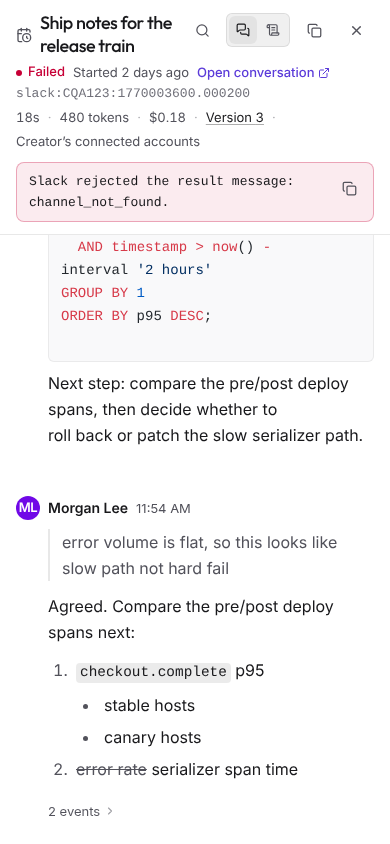 Ship notes for the
release train
Failed Started 2 days ago Open conversation
slack:CQA123:1770003600.000200
18s · 480 tokens · $0.18 · Version 3 ·
Creator’s connected accounts
Slack rejected the result message:
channel_not_found.
AND timestamp > now() -
interval '2 hours'
GROUP BY 1
ORDER BY p95 DESC;
Next step: compare the pre/post deploy
spans, then decide whether to
roll back or patch the slow serializer path.
ML Morgan Lee 11:54 AM
error volume is flat, so this looks like
slow path not hard fail
Agreed. Compare the pre/post deploy
spans next:
1. checkout.complete p95
• stable hosts
• canary hosts
2. error rate serializer span time
2 events